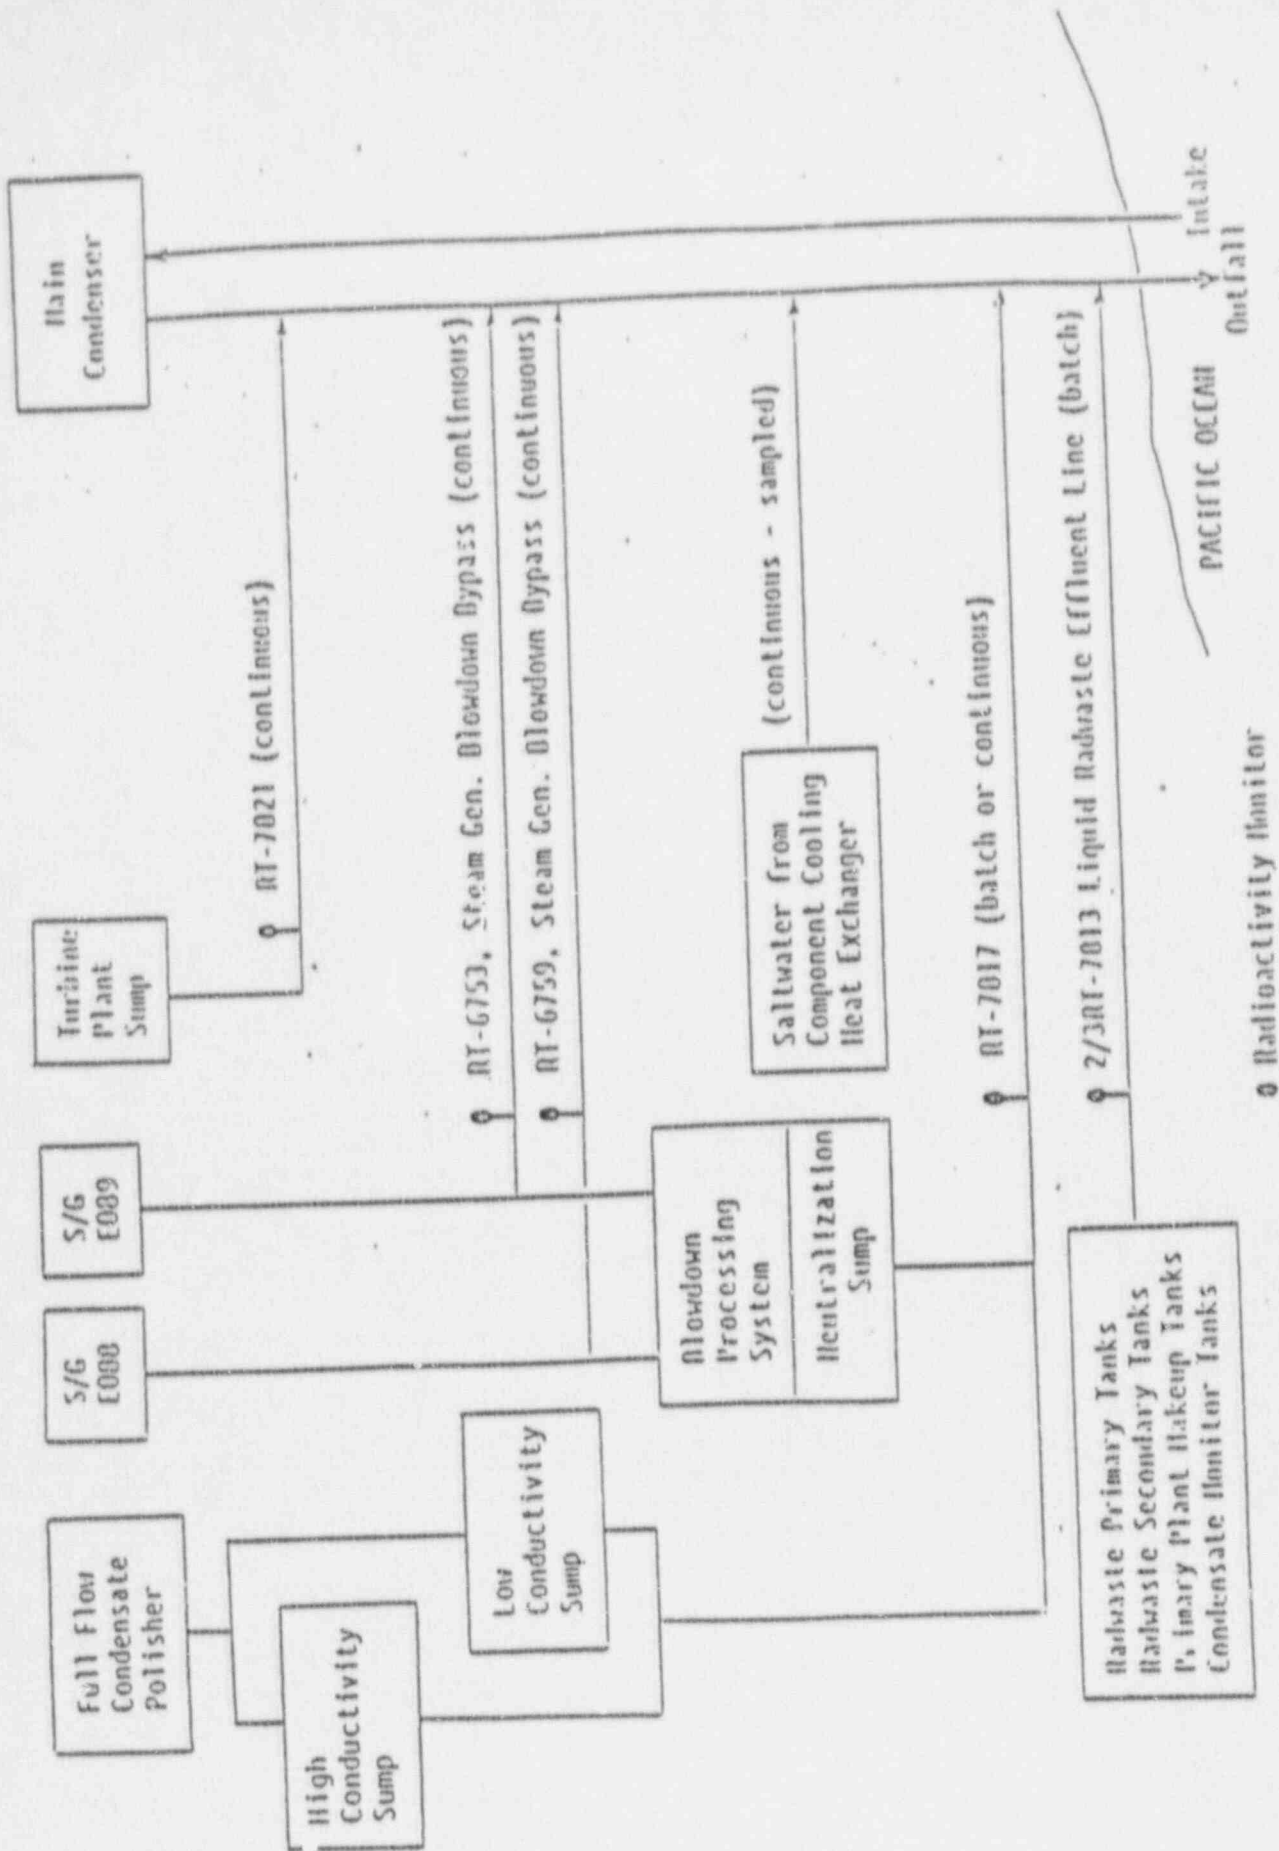 Full Flow
Condensate
Polisher
S/G
E088
S/G
E089
Turbine
Plant
Sump
Main
Condenser
High
Conductivity
Sump
Low
Conductivity
Sump
RT-7021 (continuous)
RT-6753, Steam Gen. Blowdown Bypass (continuous)
RT-6759, Steam Gen. Blowdown Bypass (continuous)
Blowdown
Processing
System
Neutralization
Sump
Saltwater from
Component Cooling
Heat Exchanger
(continuous - sampled)
RT-7817 (batch or continuous)
2/3RT-7813 Liquid Radwaste Effluent Line (batch)
Radwaste Primary Tanks
Radwaste Secondary Tanks
Primary Plant Makeup Tanks
Condensate Monitor Tanks
PACIFIC OCEAN
Intake
Outfall
Radioactivity Monitor